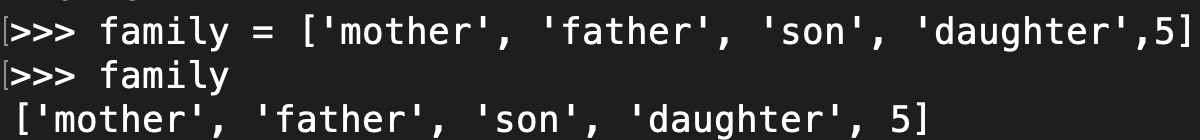 >>> family = ['mother', 'father', 'son', 'daughter',5]
>>> family
['mother', 'father', 'son', 'daughter', 5]